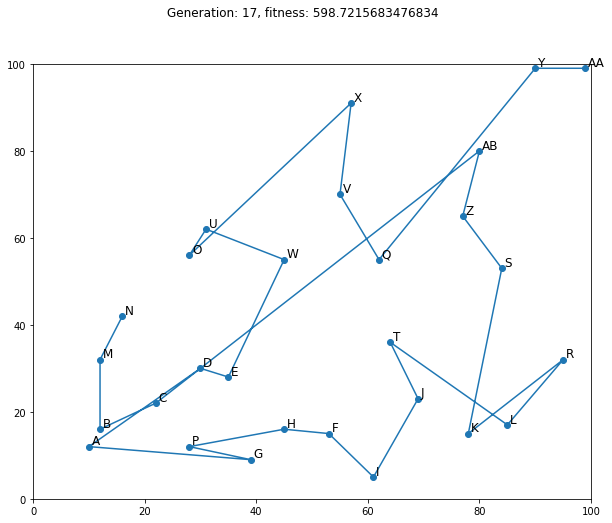 Generation: 17, fitness: 598.7215683476834
100
Y
AA
X
80
AB
V
Z
U
60
O
W
Q
S
N
40
T
M
R
D
E
J
20
C
B
H
F
L
K
A
P
G
I
0
0
20
40
60
80
100